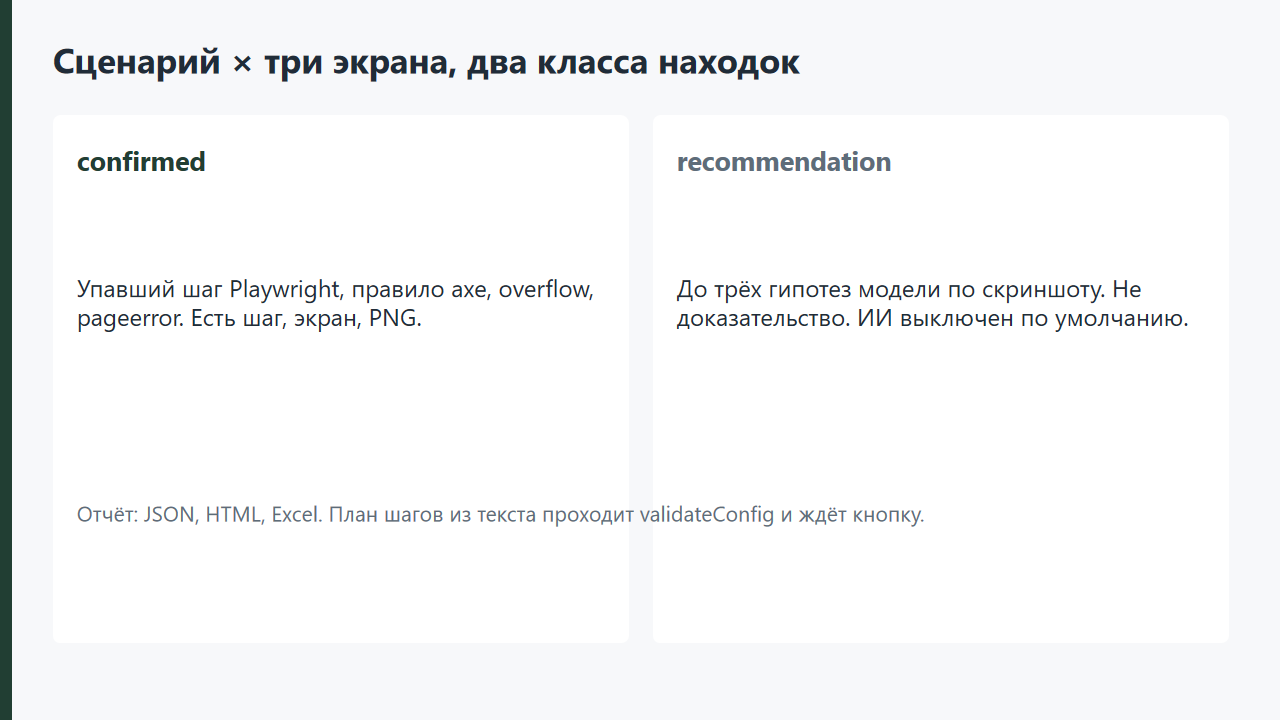 Сценарий × три экрана, два класса находок
confirmed
Упавший шаг Playwright, правило axe, overflow,
pageerror. Есть шаг, экран, PNG.
recommendation
До трёх гипотез модели по скриншоту. Не
доказательство. ИИ выключен по умолчанию.
Отчёт: JSON, HTML, Excel. План шагов из текста проходит validateConfig и ждёт кнопку.